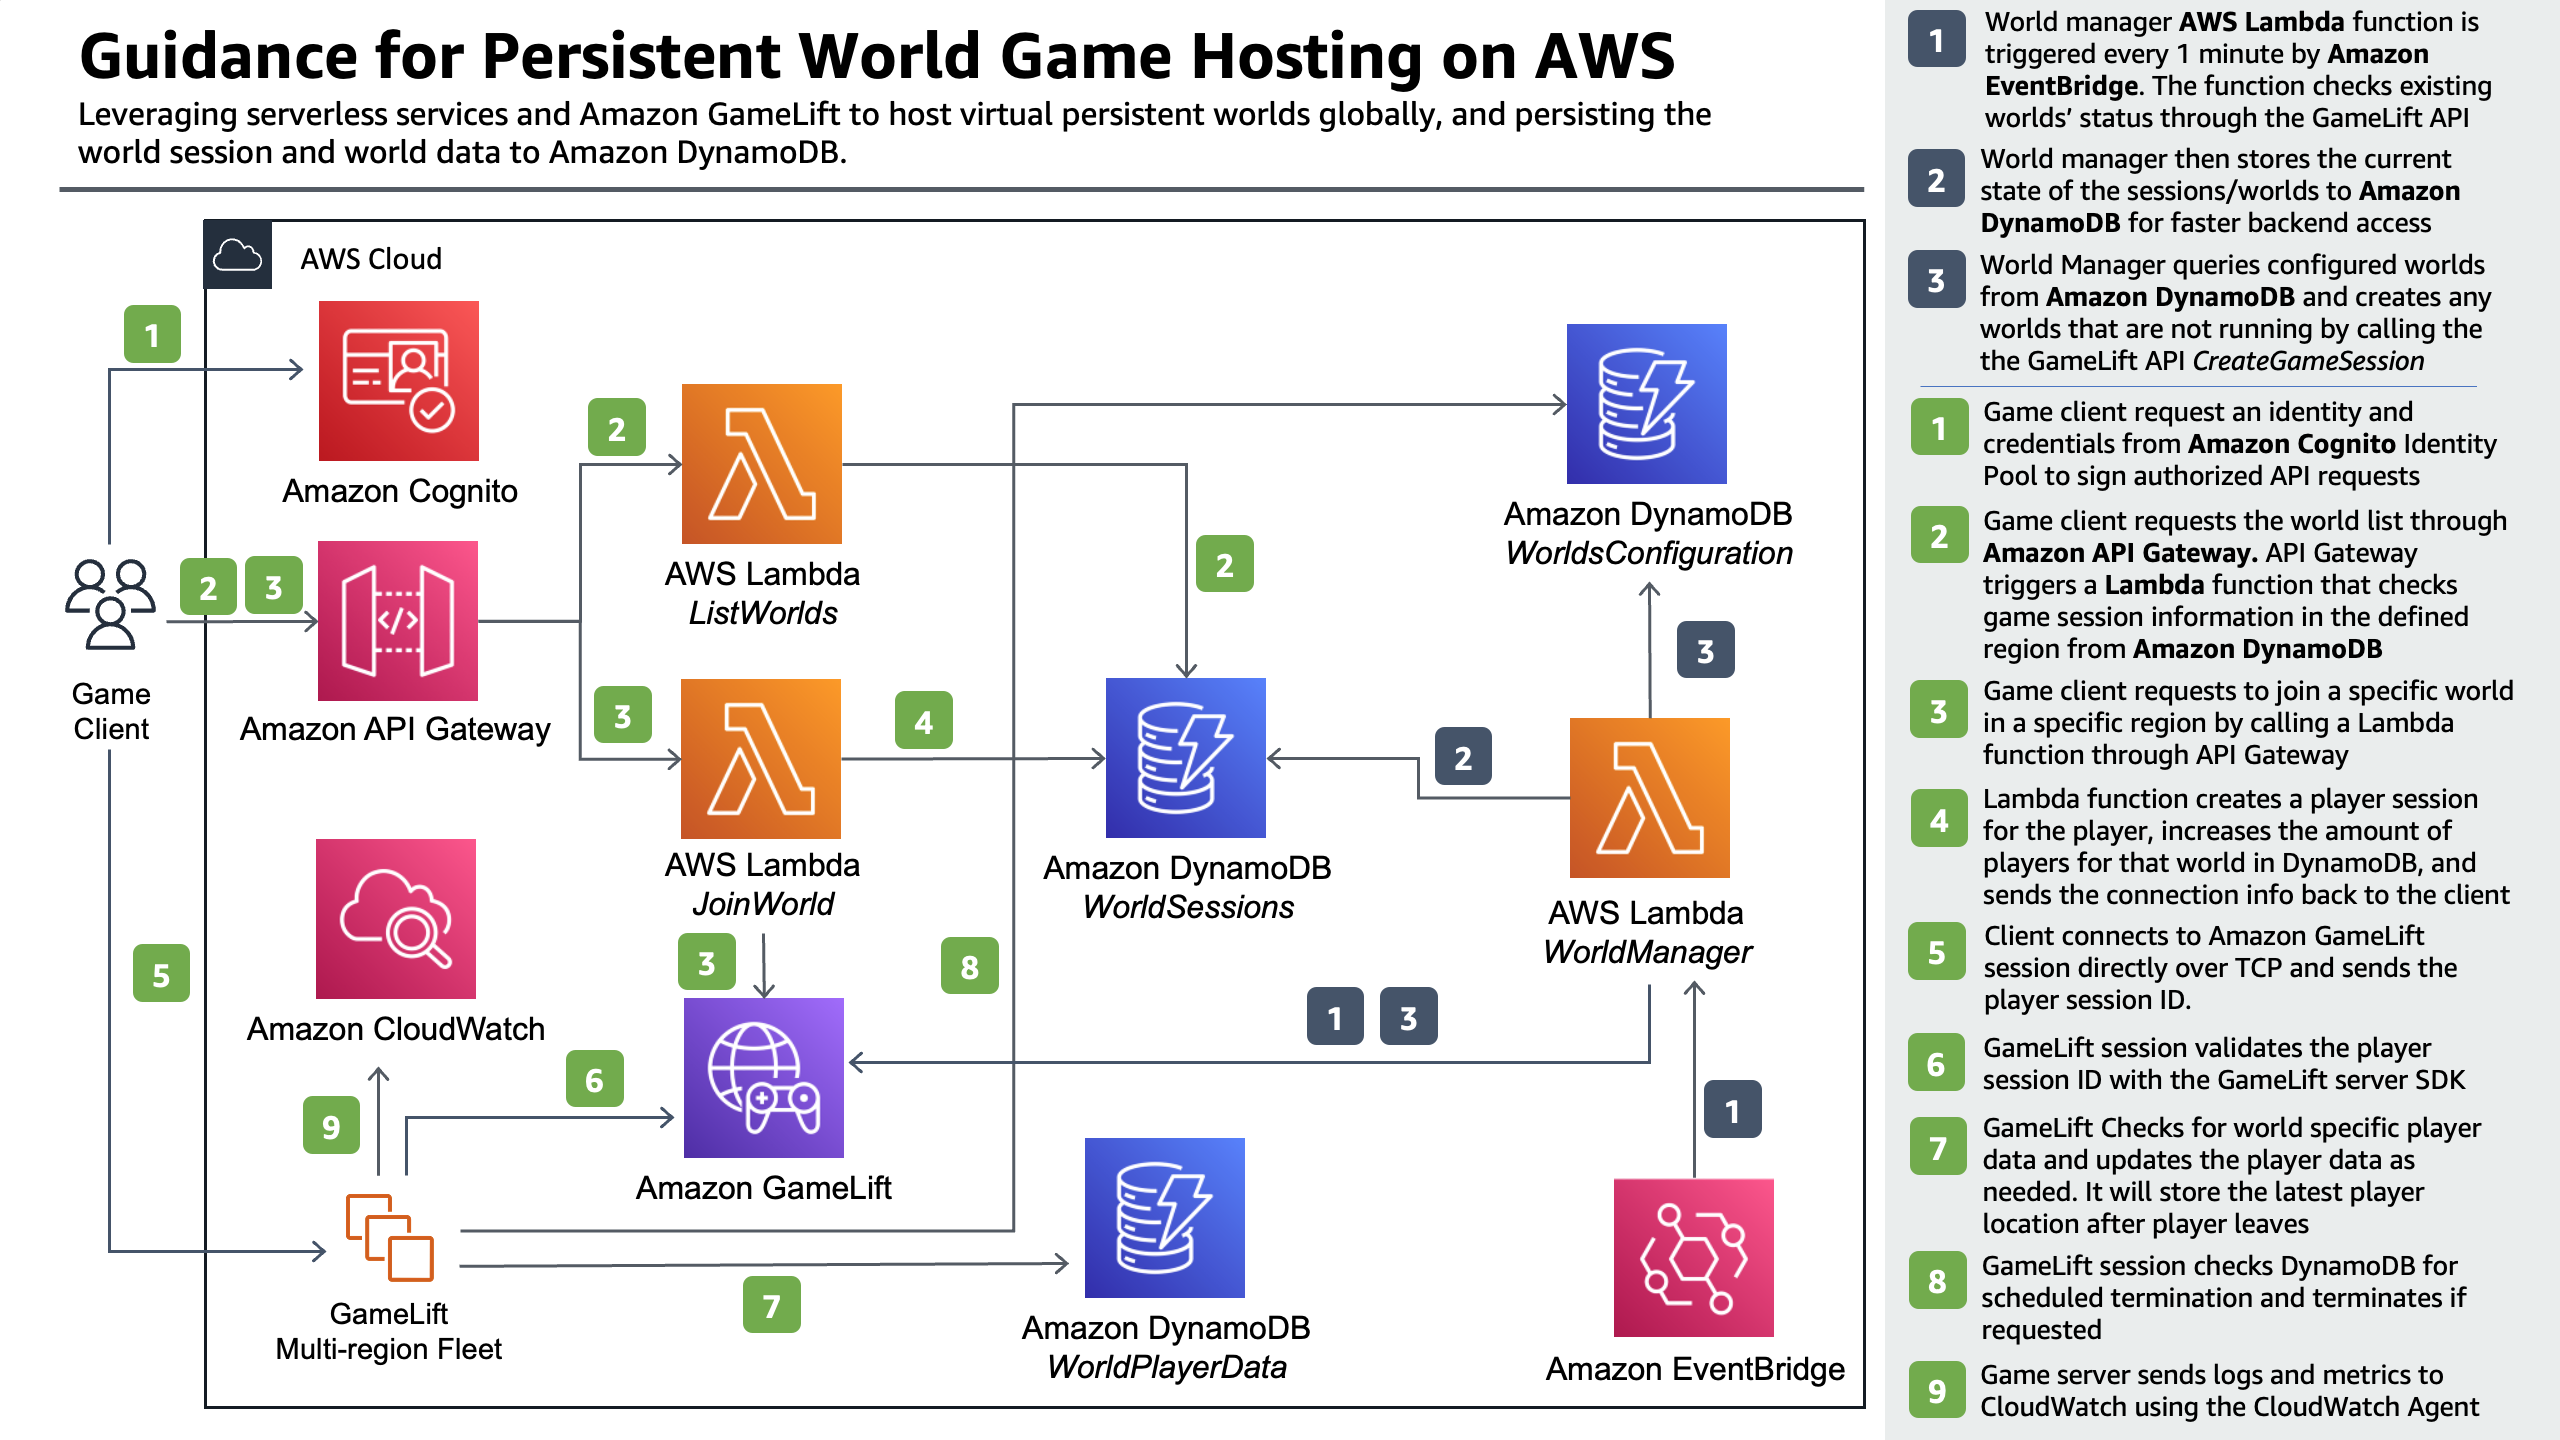 Guidance for Persistent World Game Hosting on AWS
Leveraging serverless services and Amazon GameLift to host virtual persistent worlds globally, and persisting the
world session and world data to Amazon DynamoDB.
AWS Cloud
1
Amazon Cognito
2
3
Amazon API Gateway
Game
Client
2
AWS Lambda
ListWorlds
2
3
AWS Lambda
JoinWorld
4
Amazon DynamoDB
WorldSessions
Amazon DynamoDB
WorldsConfiguration
3
2
AWS Lambda
WorldManager
1
3
1
Amazon EventBridge
5
Amazon CloudWatch
9
6
3
Amazon GameLift
8
GameLift
Multi-region Fleet
7
Amazon DynamoDB
WorldPlayerData
1
World manager AWS Lambda function is
triggered every 1 minute by Amazon
EventBridge. The function checks existing
worlds’ status through the GameLift API
2
World manager then stores the current
state of the sessions/worlds to Amazon
DynamoDB for faster backend access
3
World Manager queries configured worlds
from Amazon DynamoDB and creates any
worlds that are not running by calling the
the GameLift API CreateGameSession
1
Game client request an identity and
credentials from Amazon Cognito Identity
Pool to sign authorized API requests
2
Game client requests the world list through
Amazon API Gateway. API Gateway
triggers a Lambda function that checks
game session information in the defined
region from Amazon DynamoDB
3
Game client requests to join a specific world
in a specific region by calling a Lambda
function through API Gateway
4
Lambda function creates a player session
for the player, increases the amount of
players for that world in DynamoDB, and
sends the connection info back to the client
5
Client connects to Amazon GameLift
session directly over TCP and sends the
player session ID.
6
GameLift session validates the player
session ID with the GameLift server SDK
7
GameLift Checks for world specific player
data and updates the player data as
needed. It will store the latest player
location after player leaves
8
GameLift session checks DynamoDB for
scheduled termination and terminates if
requested
9
Game server sends logs and metrics to
CloudWatch using the CloudWatch Agent